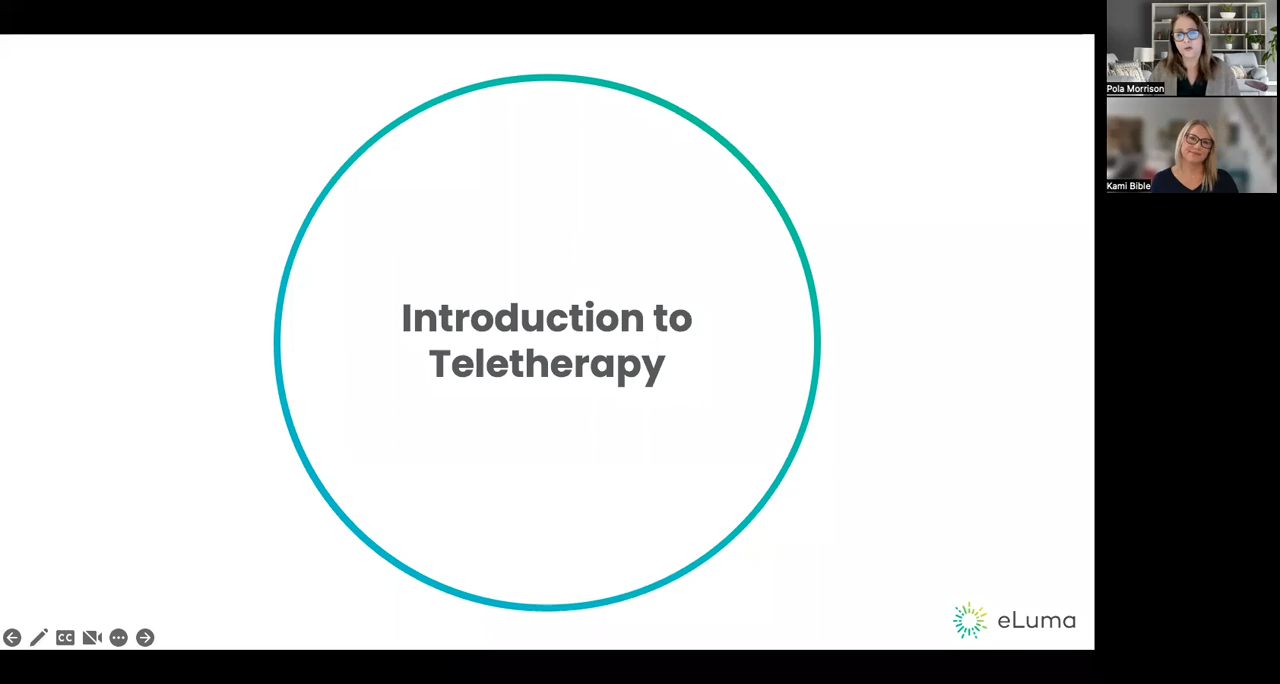 Pola Morrison
Kami Bible
Introduction to
Teletherapy
CC
eLuma